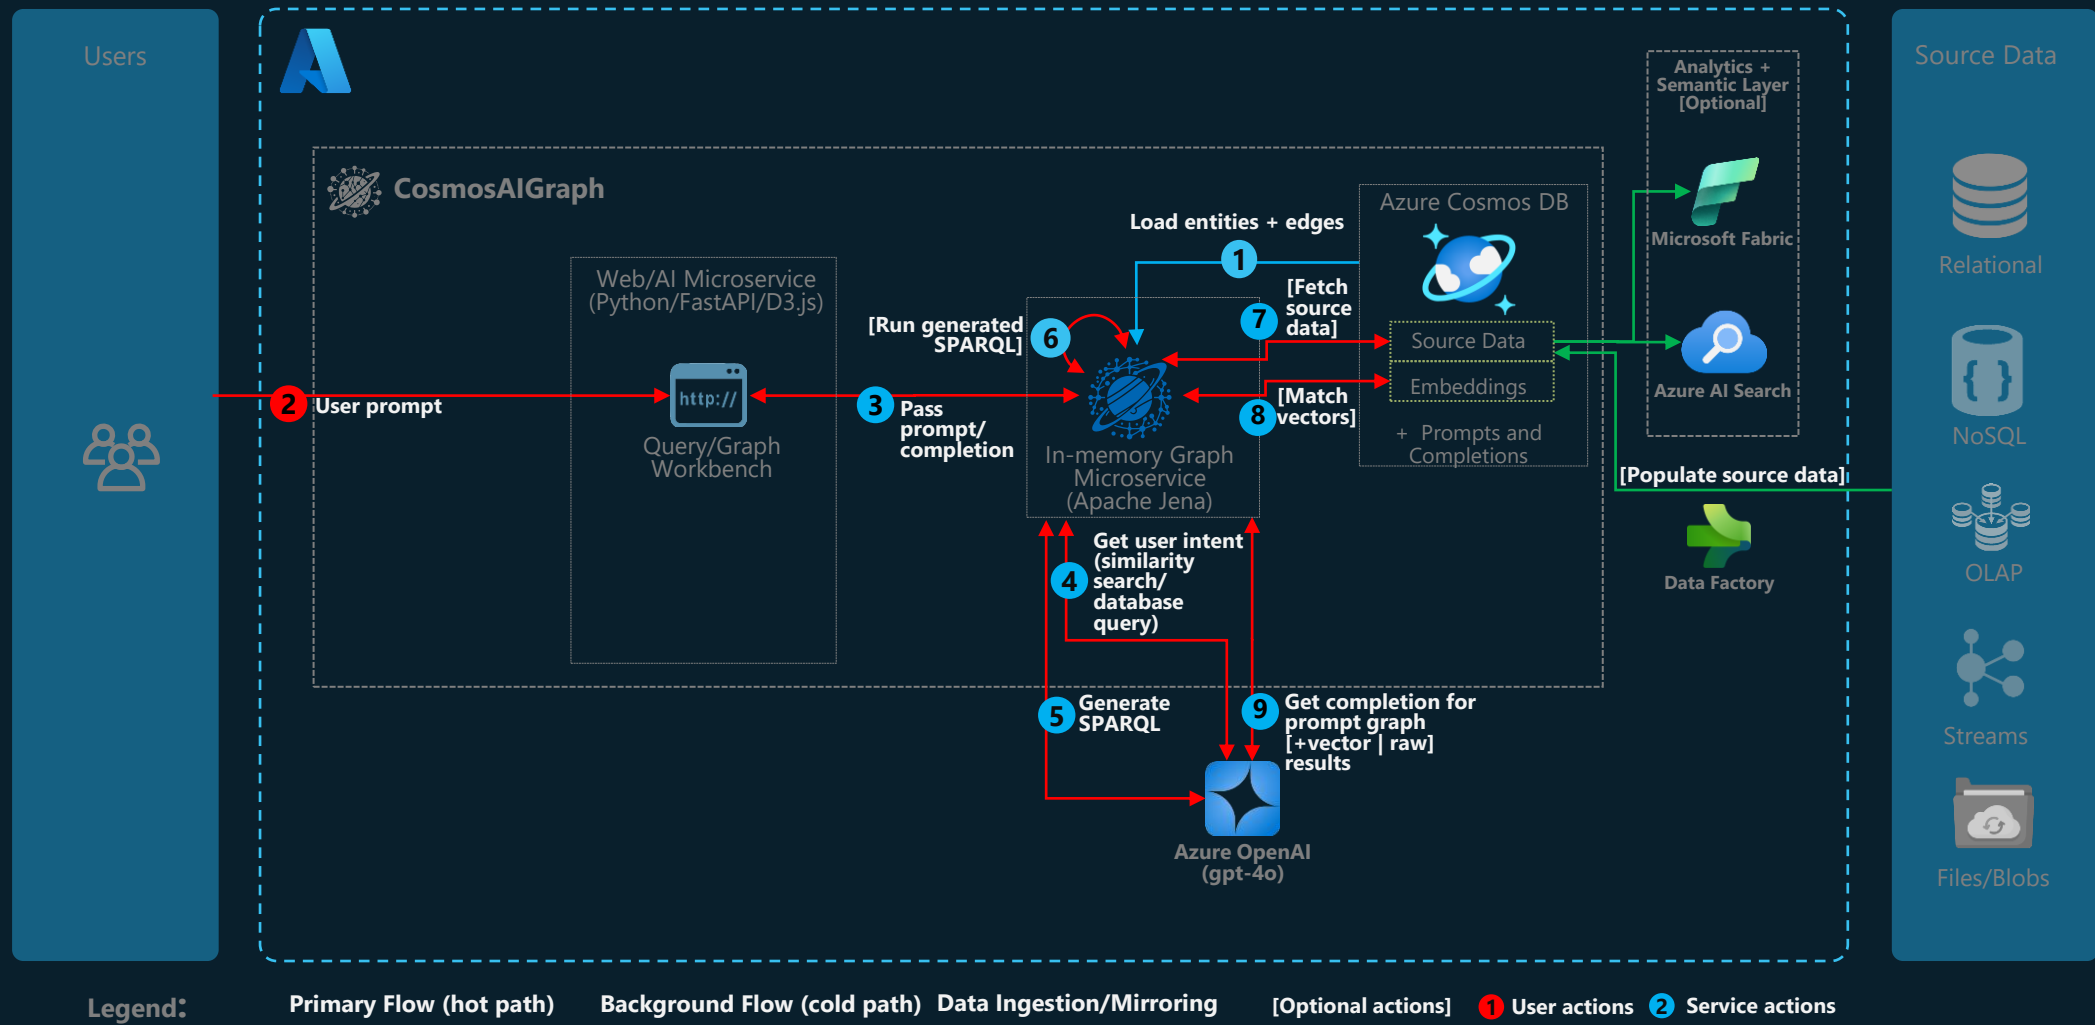 Users
Source Data
Analytics +
Semantic Layer
[Optional]
Microsoft Fabric
Azure AI Search
CosmosAIGraph
Web/AI Microservice
(Python/FastAPI/D3.js)
http://
Query/Graph
Workbench
2
User prompt
3
Pass
prompt/
completion
Load entities + edges
1
[Run generated
SPARQL]
6
In-memory Graph
Microservice
(Apache Jena)
[Fetch
source
data]
7
8
[Match
vectors]
Azure Cosmos DB
Source Data
Embeddings
+ Prompts and
Completions
[Populate source data]
Data Factory
Get user intent
(similarity
search/
database
query)
4
5
Generate
SPARQL
9
Get completion for
prompt graph
[+vector | raw]
results
Azure OpenAI
(gpt-4o)
Relational
{ }
NoSQL
OLAP
Streams
Files/Blobs
Legend:
Primary Flow (hot path)
Background Flow (cold path)
Data Ingestion/Mirroring
[Optional actions]
1 User actions
2 Service actions